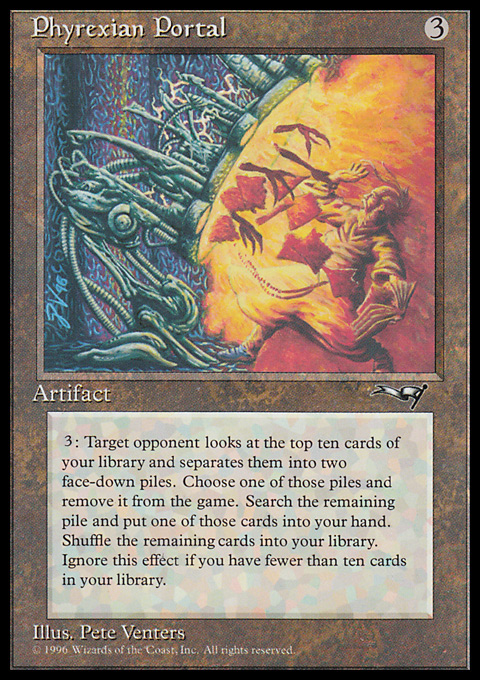 Phyrexian Portal 3
Artifact
3: Target opponent looks at the top ten cards of
your library and separates them into two
face-down piles. Choose one of those piles and
remove it from the game. Search the remaining
pile and put one of those cards into your hand.
Shuffle the remaining cards into your library.
Ignore this effect if you have fewer than ten cards
in your library.
Illus. Pete Venters
© 1996 Wizards of the Coast, Inc. All rights reserved.